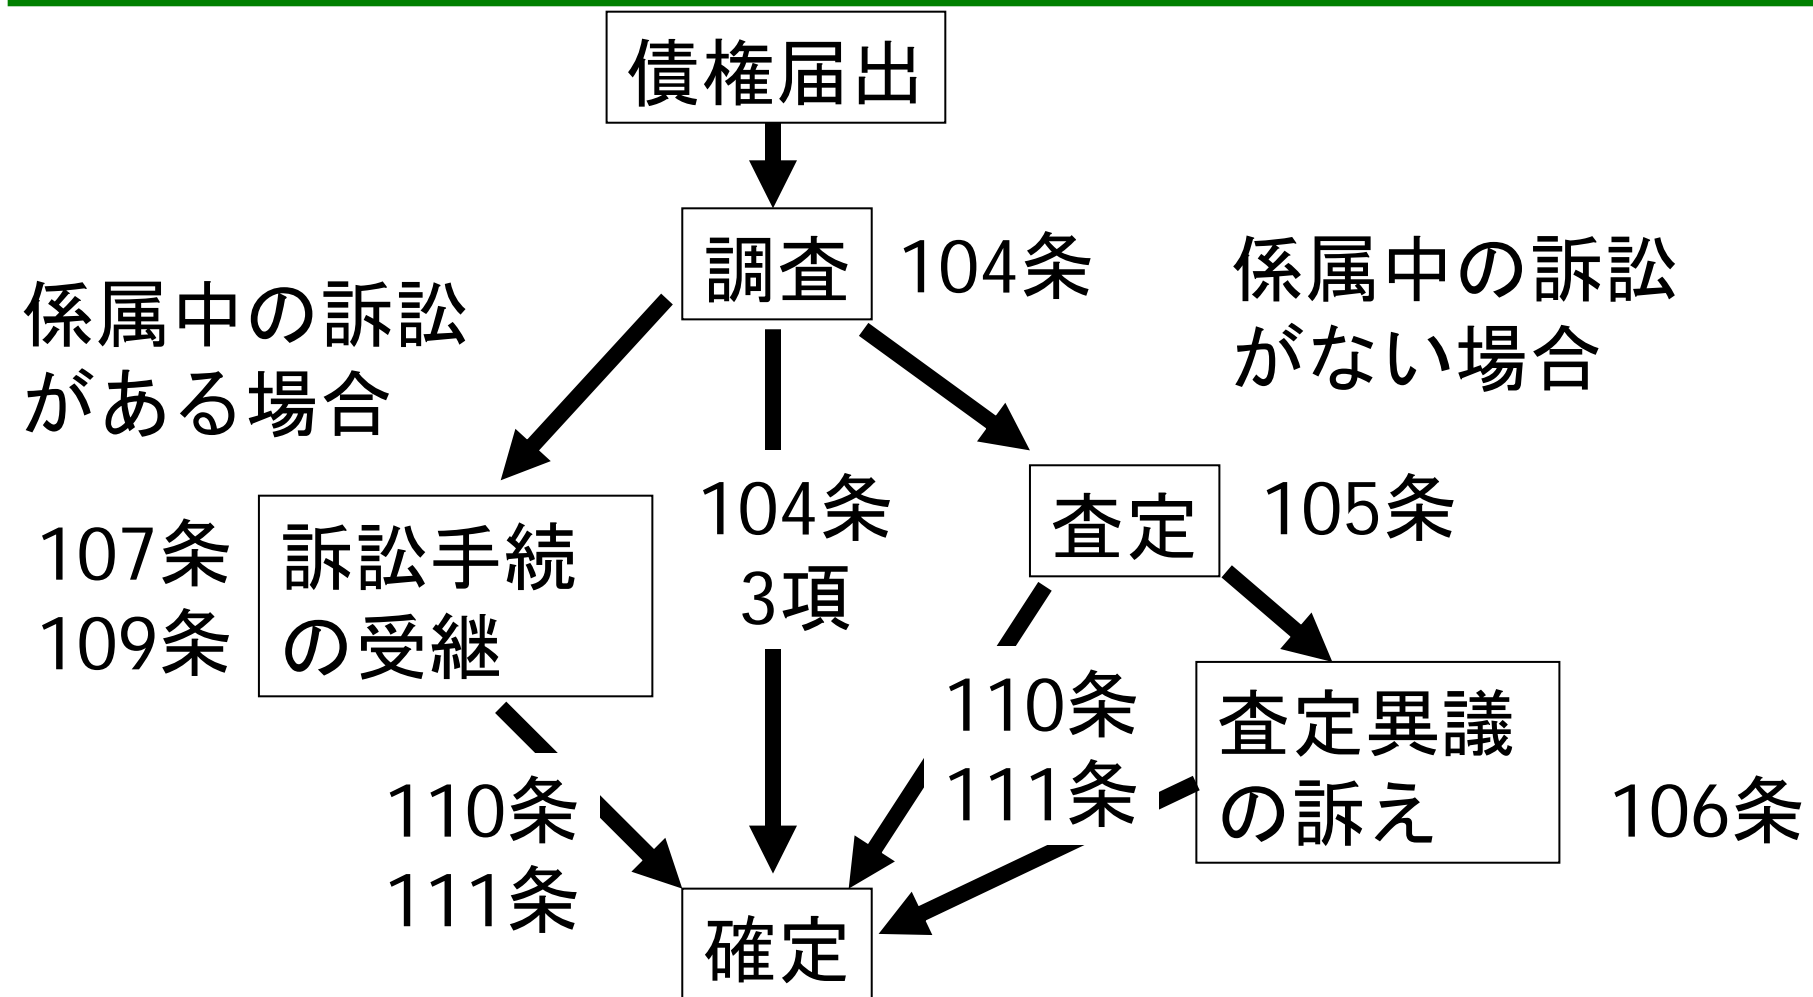 債権届出
調査
104条
係属中の訴訟
がない場合
係属中の訴訟
がある場合
104条
3項
査定
105条
107条
109条
訴訟手続
の受継
110条
111条
査定異議
の訴え
106条
110条
111条
確定